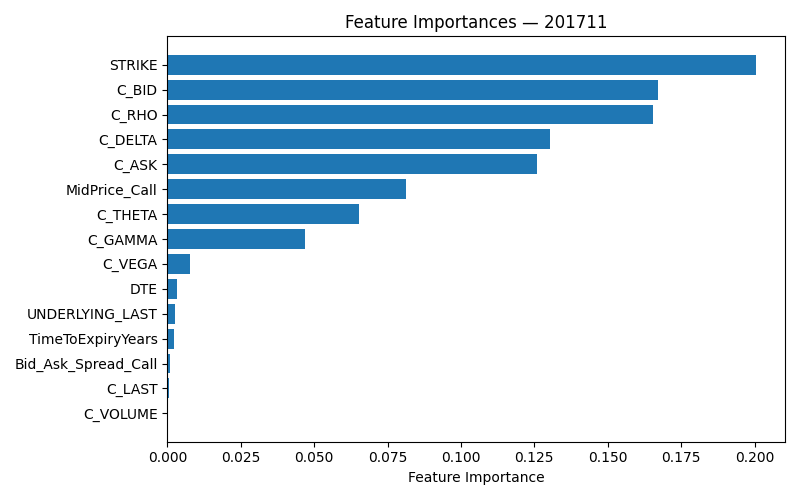 Feature Importances — 201711
STRIKE
C_BID
C_RHO
C_DELTA
C_ASK
MidPrice_Call
C_THETA
C_GAMMA
C_VEGA
DTE
UNDERLYING_LAST
TimeToExpiryYears
Bid_Ask_Spread_Call
C_LAST
C_VOLUME
0.000 0.025 0.050 0.075 0.100 0.125 0.150 0.175 0.200
Feature Importance